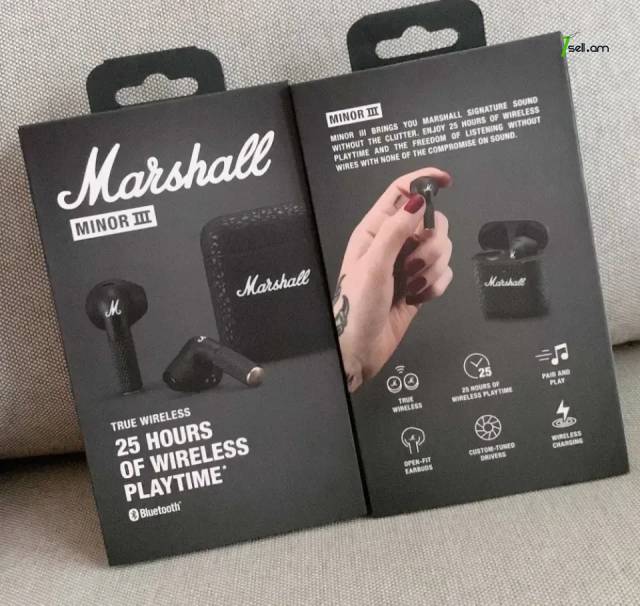 1sell.am
Marshall
MINOR III
Marshall
M
TRUE WIRELESS
25 HOURS
OF WIRELESS
PLAYTIME*
Bluetooth®
MINOR III
MINOR III BRINGS YOU MARSHALL SIGNATURE SOUND
WITHOUT THE CLUTTER. ENJOY 25 HOURS OF WIRELESS
PLAYTIME AND THE FREEDOM OF LISTENING WITHOUT
WIRES WITH NONE OF THE COMPROMISE ON SOUND.
Marshall
TRUE
WIRELESS
25
25 HOURS OF
WIRELESS PLAYTIME
PAIR AND
PLAY
OPEN-FIT
EARBUDS
CUSTOM-TUNED
DRIVERS
WIRELESS
CHARGING